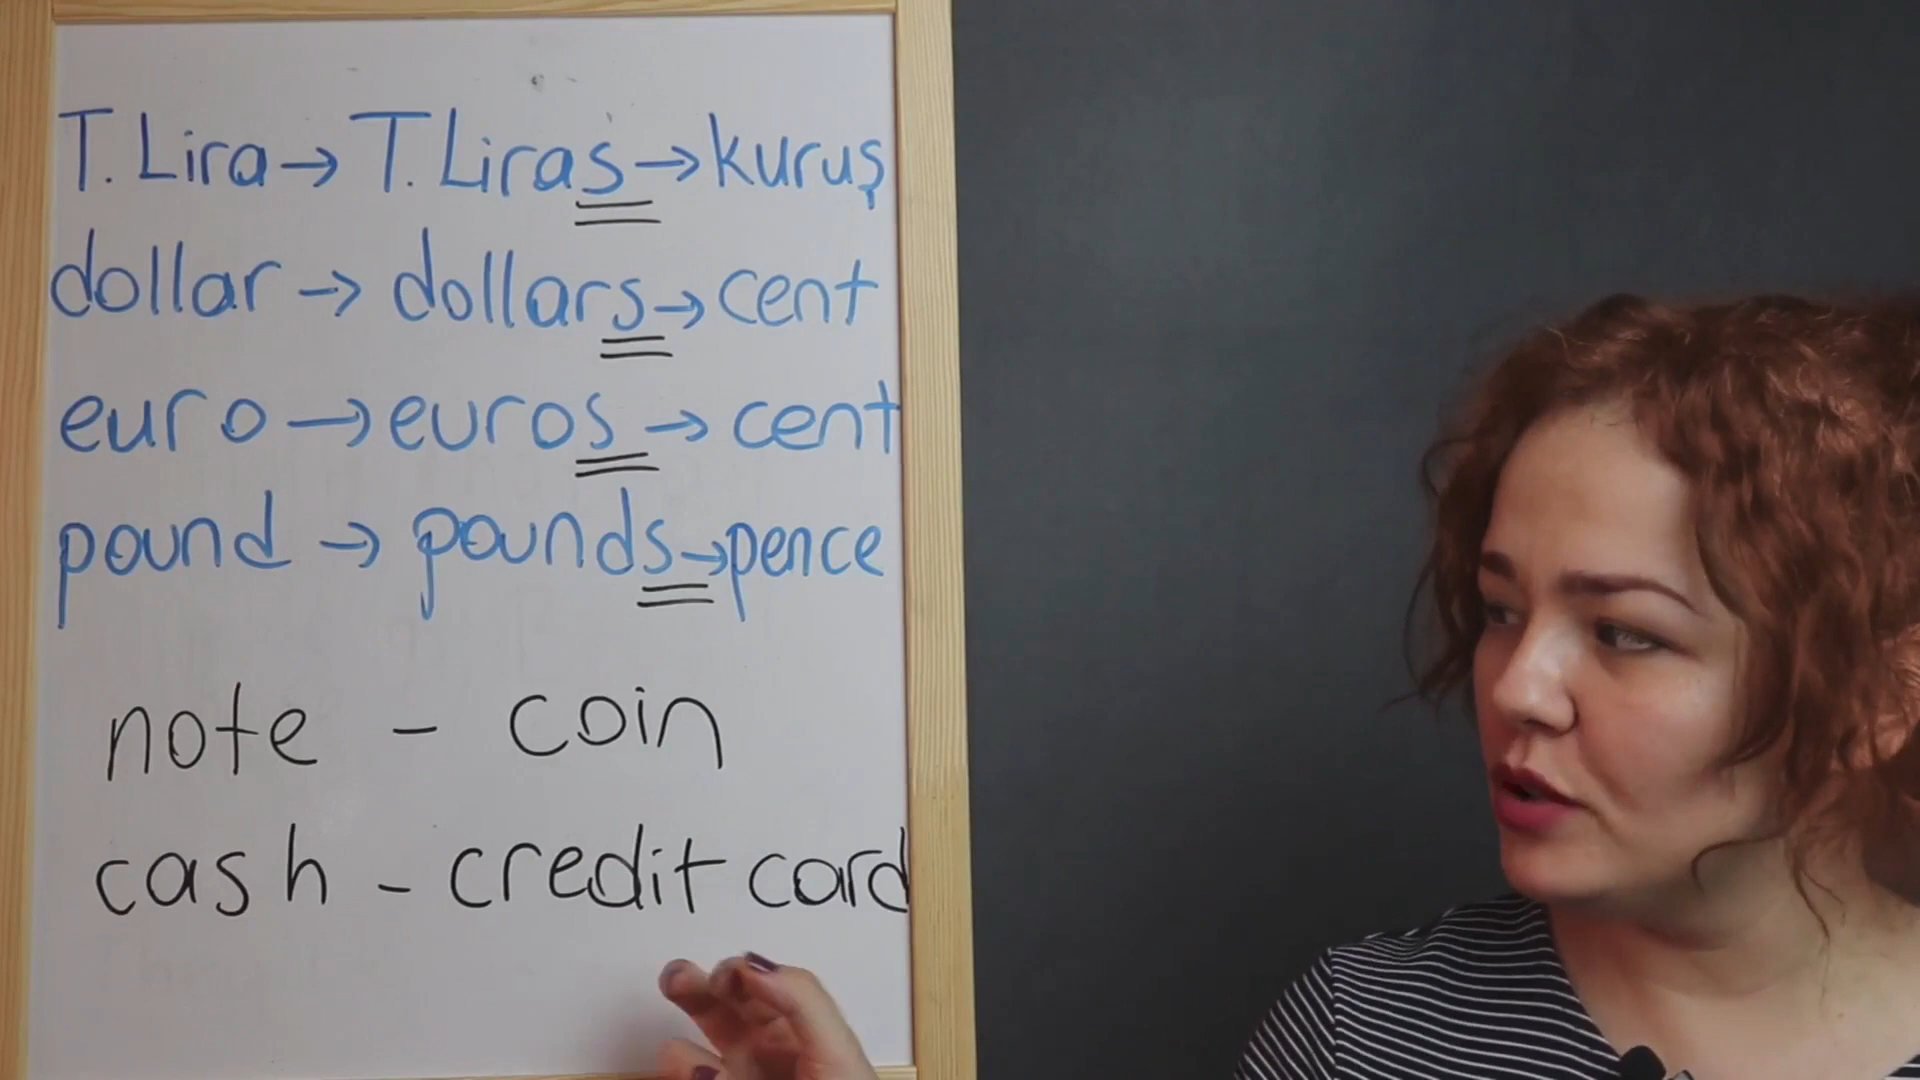 T. Lira → T. Liras → kuruş
dollar → dollars → cent
euro → euros → cent
pound → pounds → pence
note - coin
cash - credit card